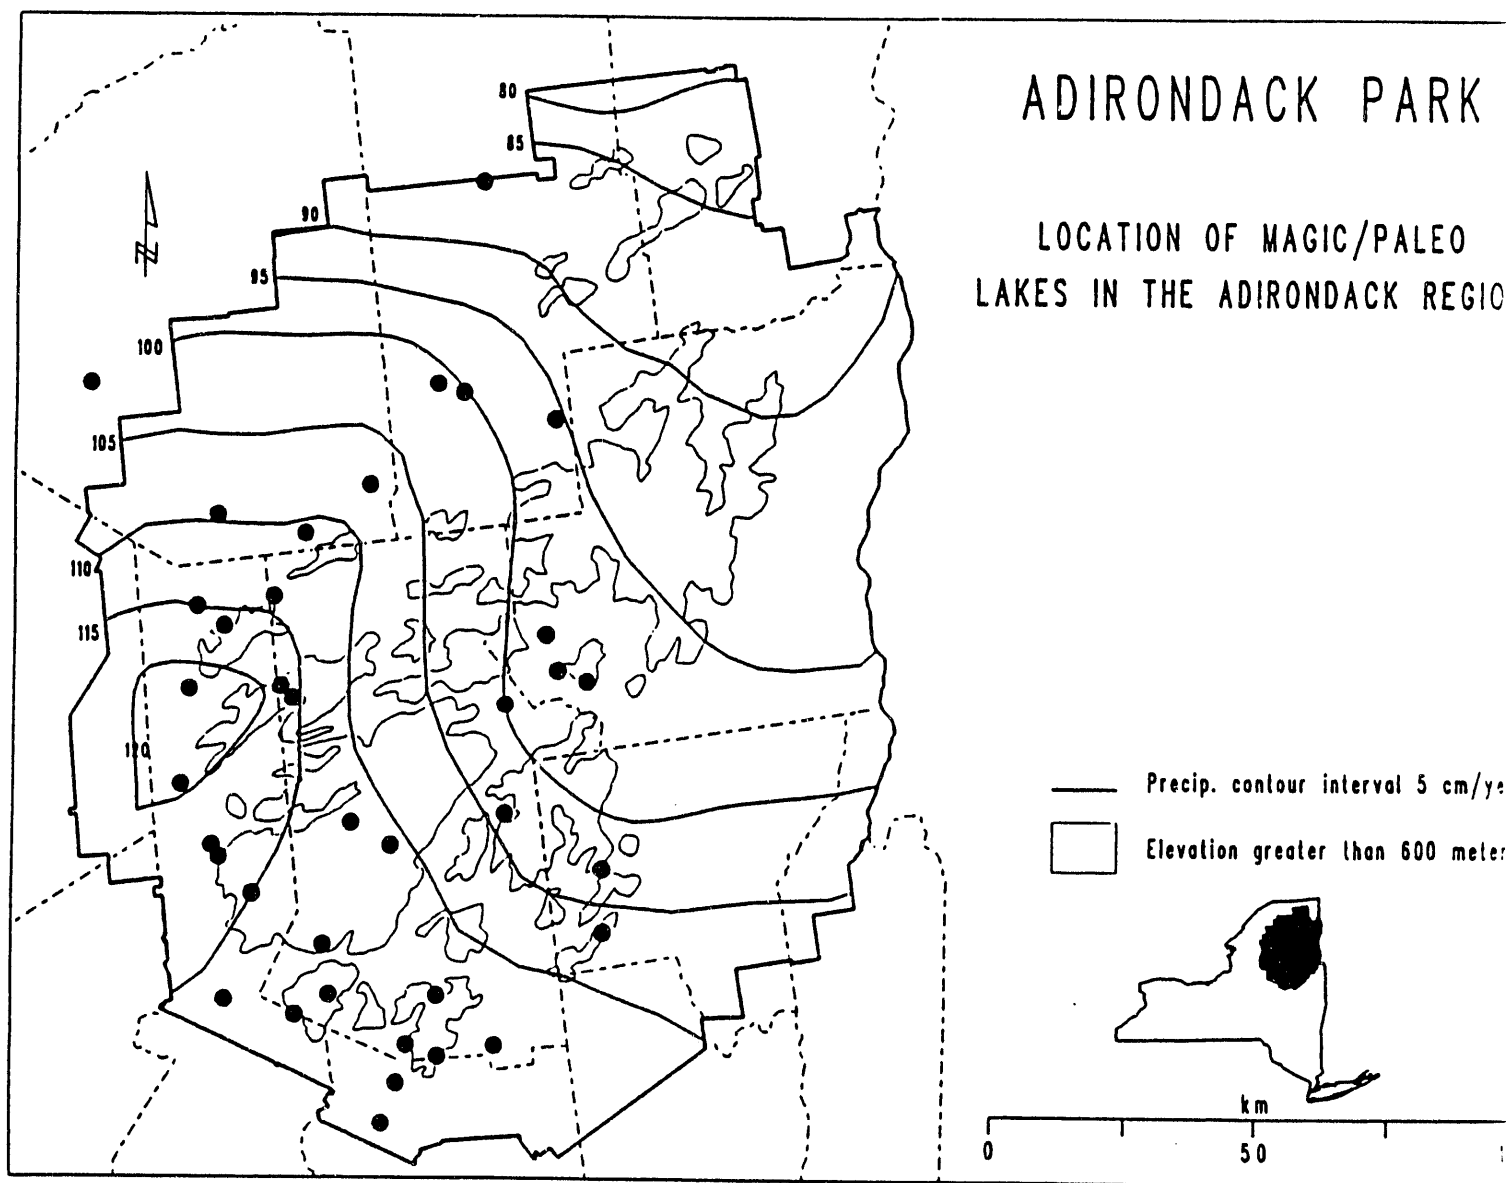 ADIRONDACK PARK
LOCATION OF MAGIC/PALEO
LAKES IN THE ADIRONDACK REGIO
80
85
90
95
100
105
110
115
120
N
Precip. contour interval 5 cm/ye
Elevation greater than 600 meter
km
0
50
1